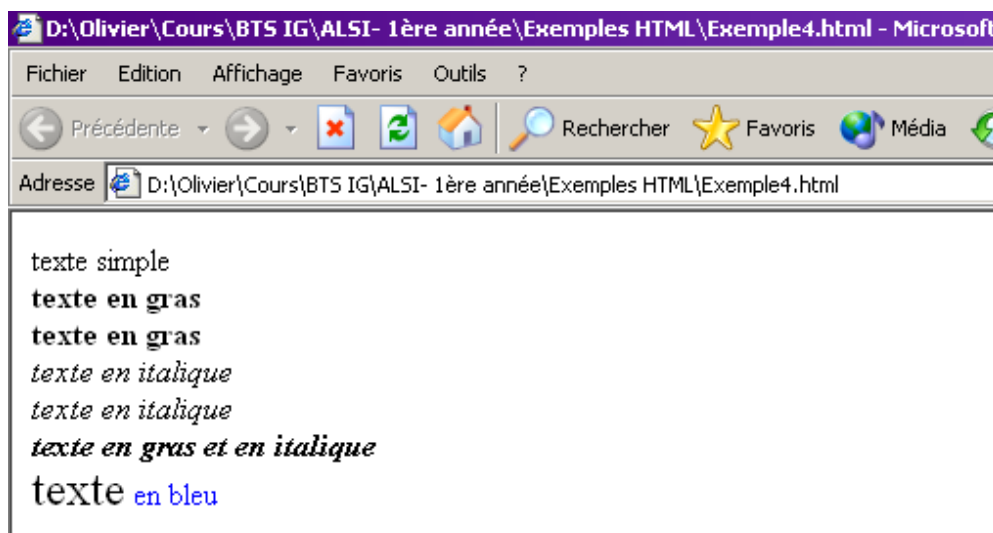 D:\Olivier\Cours\BTS IG\ALSI- 1ère année\Exemples HTML\Exemple4.html - Microsoft
Fichier Edition Affichage Favoris Outils ?
Précédente Rechercher Favoris Média
Adresse D:\Olivier\Cours\BTS IG\ALSI- 1ère année\Exemples HTML\Exemple4.html
texte simple
texte en gras
texte en gras
texte en italique
texte en italique
texte en gras et en italique
texte en bleu